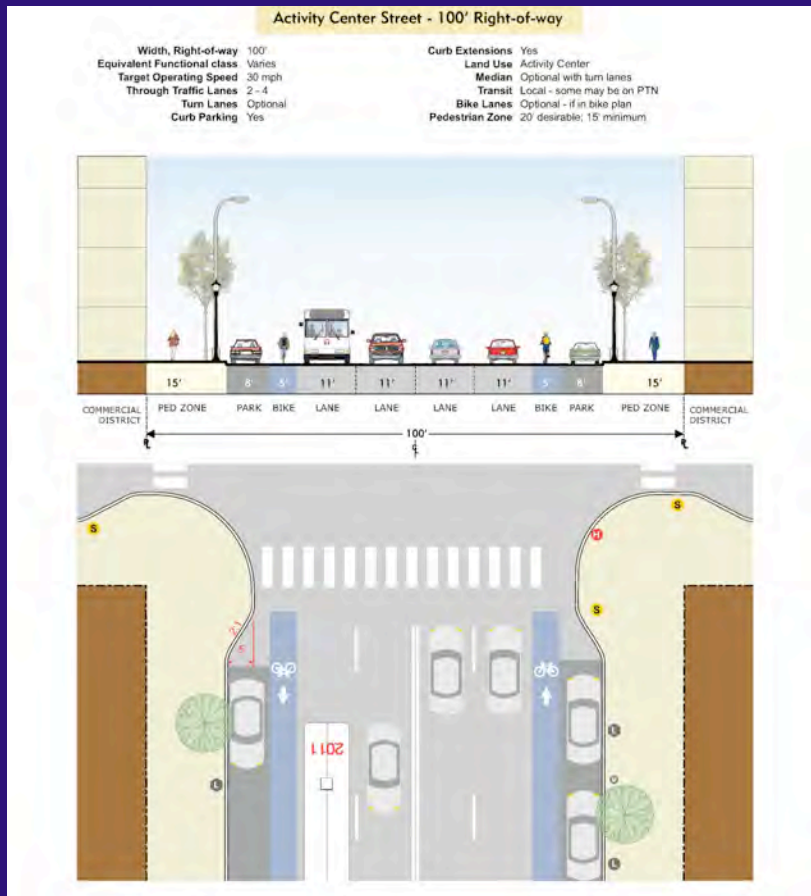 Activity Center Street - 100' Right-of-way
Width, Right-of-way 100'
Equivalent Functional class Varies
Target Operating Speed 30 mph
Through Traffic Lanes 2 - 4
Turn Lanes Optional
Curb Parking Yes
Curb Extensions Yes
Land Use Activity Center
Median Optional with turn lanes
Transit Local - some may be on PTN
Bike Lanes Optional - if in bike plan
Pedestrian Zone 20' desirable; 15' minimum
15' 8' 5' 11' 11' 11' 11' 5' 8' 15'
COMMERCIAL DISTRICT PED ZONE PARK BIKE LANE LANE LANE LANE BIKE PARK PED ZONE COMMERCIAL DISTRICT
100'
S
S
H
S
2011
L
L
L